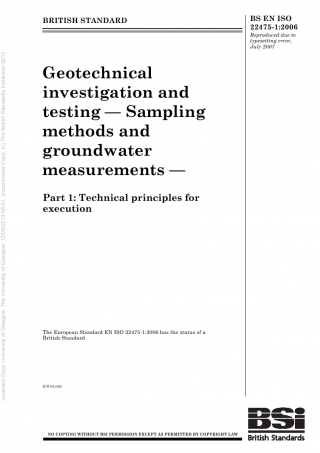 BRITISH STANDARD
BS EN ISO
22475-1:2006
Reproduced due to
typesetting error,
July 2007
Geotechnical
investigation and
testing — Sampling
methods and
groundwater
measurements —
Part 1: Technical principles for
execution
The European Standard EN ISO 22475-1:2006 has the status of a
British Standard
ICS 93.020
NO COPYING WITHOUT BSI PERMISSION EXCEPT AS PERMITTED BY COPYRIGHT LAW
BSi
British Standards